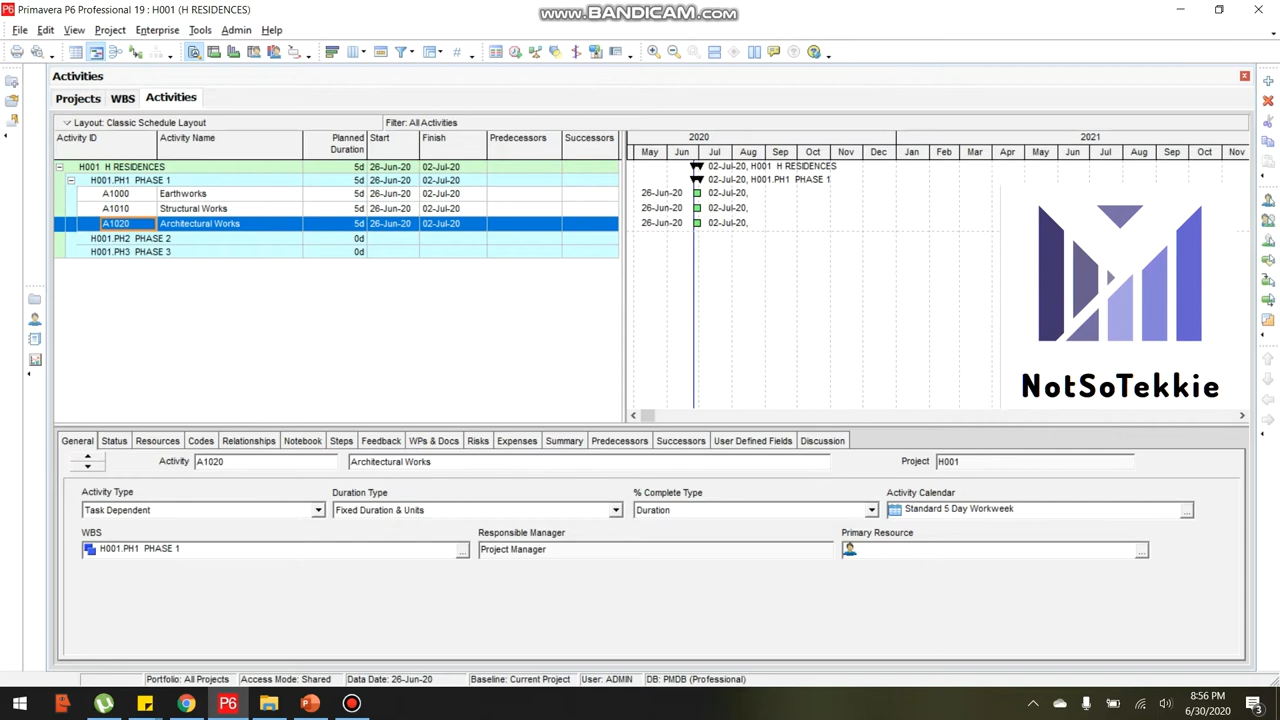 Primavera P6 Professional 19 : H001 (H RESIDENCES)
WWW.BANDICAM.COM
File Edit View Project Enterprise Tools Admin Help
Activities
Projects WBS Activities
Layout: Classic Schedule Layout Filter: All Activities
Activity ID Activity Name Planned Duration Start Finish Predecessors Successors
2020 2021
May Jun Jul Aug Sep Oct Nov Dec Jan Feb Mar Apr May Jun Jul Aug Sep Oct Nov
H001 H RESIDENCES 5d 26-Jun-20 02-Jul-20 02-Jul-20, H001 H RESIDENCES
H001.PH1 PHASE 1 5d 26-Jun-20 02-Jul-20 02-Jul-20, H001.PH1 PHASE 1
A1000 Earthworks 5d 26-Jun-20 02-Jul-20 26-Jun-20 02-Jul-20,
A1010 Structural Works 5d 26-Jun-20 02-Jul-20 26-Jun-20 02-Jul-20,
A1020 Architectural Works 5d 26-Jun-20 02-Jul-20 26-Jun-20 02-Jul-20,
H001.PH2 PHASE 2 0d
H001.PH3 PHASE 3 0d
NotSoTekkie
General Status Resources Codes Relationships Notebook Steps Feedback WPs & Docs Risks Expenses Summary Predecessors Successors User Defined Fields Discussion
Activity A1020 Architectural Works Project H001
Activity Type Duration Type % Complete Type Activity Calendar
Task Dependent Fixed Duration & Units Duration Standard 5 Day Workweek
WBS Responsible Manager Primary Resource
H001.PH1 PHASE 1 Project Manager
Portfolio: All Projects Access Mode: Shared Data Date: 26-Jun-20 Baseline: Current Project User: ADMIN DB: PMDB (Professional)
P6
8:56 PM
6/30/2020
3